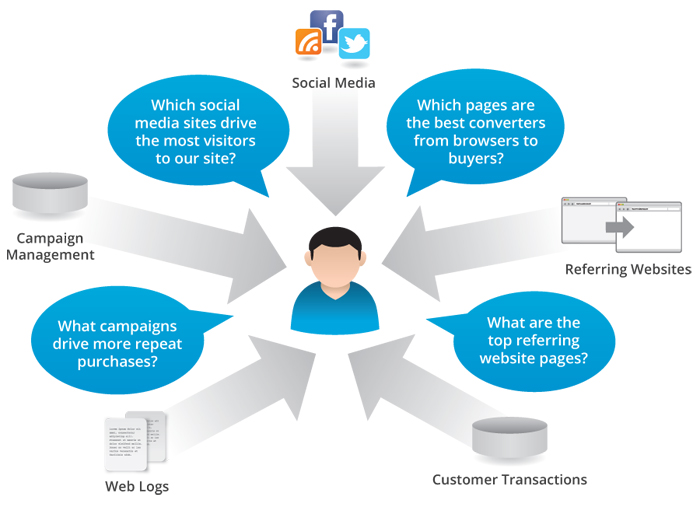 Social Media
Which social
media sites drive
the most visitors
to our site?
Which pages are
the best converters
from browsers to
buyers?
Campaign
Management
Referring Websites
What campaigns
drive more repeat
purchases?
What are the
top referring
website pages?
Web Logs
Customer Transactions